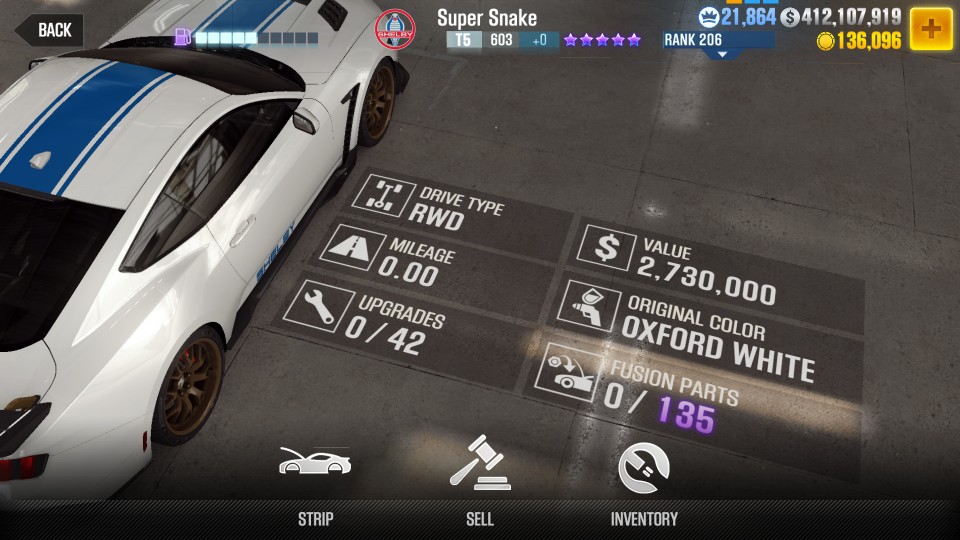 BACK
SHELBY
Super Snake
T5 603 +0
RANK 206
21,864 $ 412,107,919
136,096
+
SHELBY
DRIVE TYPE
RWD
MILEAGE
0.00
UPGRADES
0 / 42
$
VALUE
2,730,000
ORIGINAL COLOR
OXFORD WHITE
FUSION PARTS
0 / 135
STRIP
SELL
INVENTORY